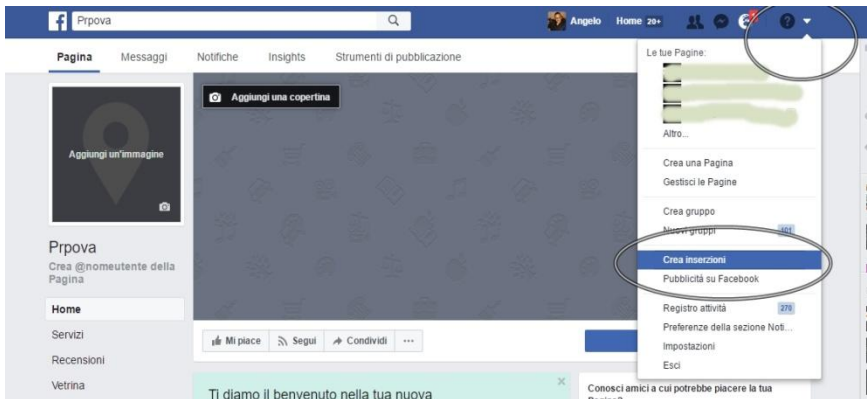 f Prpova Angelo Home 20+
Pagina Messaggi Notifiche Insights Strumenti di pubblicazione
Le tue Pagine:
Altro...
Crea una Pagina
Gestisci le Pagine
Crea gruppo
Nuovi gruppi 101
Crea inserzioni
Pubblicità su Facebook
Registro attività 270
Preferenze della sezione Noti...
Impostazioni
Esci
Aggiungi una copertina
Aggiungi un'immagine
Prpova
Crea @nomeutente della
Pagina
Home
Servizi
Recensioni
Vetrina
Mi piace Segui Condividi ...
Ti diamo il benvenuto nella tua nuova
Conosci amici a cui potrebbe piacere la tua